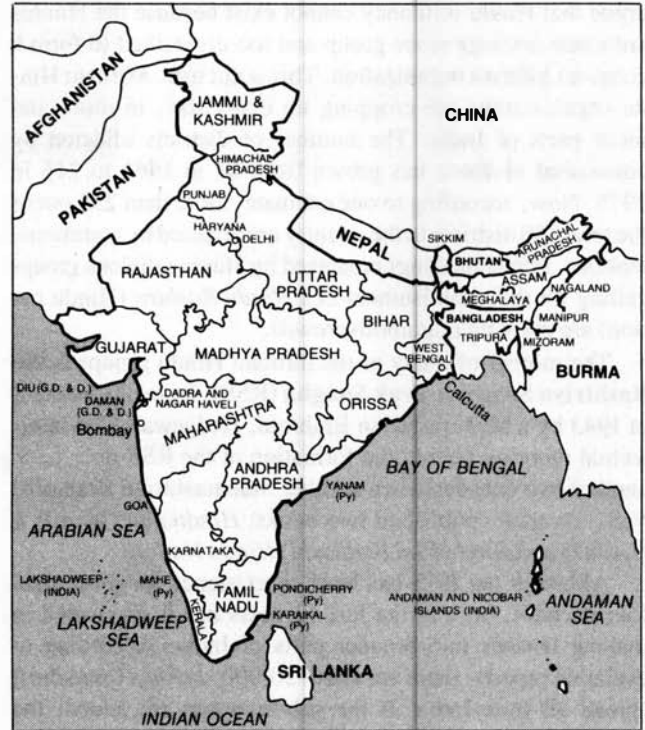 AFGHANISTAN
PAKISTAN
JAMMU &
KASHMIR
CHINA
HIMACHAL
PRADESH
PUNJAB
HARYANA
DELHI
NEPAL
SIKKIM
ARUNACHAL
PRADESH
BHUTAN
ASSAM
NAGALAND
MEGHALAYA
BANGLADESH
MANIPUR
TRIPURA
MIZORAM
BURMA
RAJASTHAN
UTTAR
PRADESH
BIHAR
WEST
BENGAL
Calcutta
GUJARAT
MADHYA PRADESH
DIU (G.D. & D.)
DAMAN
(G.D. & D.)
Bombay
DADRA AND
NAGAR HAVELI
MAHARASHTRA
ORISSA
ANDHRA
PRADESH
YANAM
(Py)
BAY OF BENGAL
GOA
ARABIAN SEA
KARNATAKA
LAKSHADWEEP
(INDIA)
MAHE (Py)
TAMIL
NADU
KERALA
PONDICHERRY (Py)
KARAIKAL
(Py)
ANDAMAN AND NICOBAR
ISLANDS (INDIA)
ANDAMAN
SEA
LAKSHADWEEP
SEA
SRI LANKA
INDIAN OCEAN